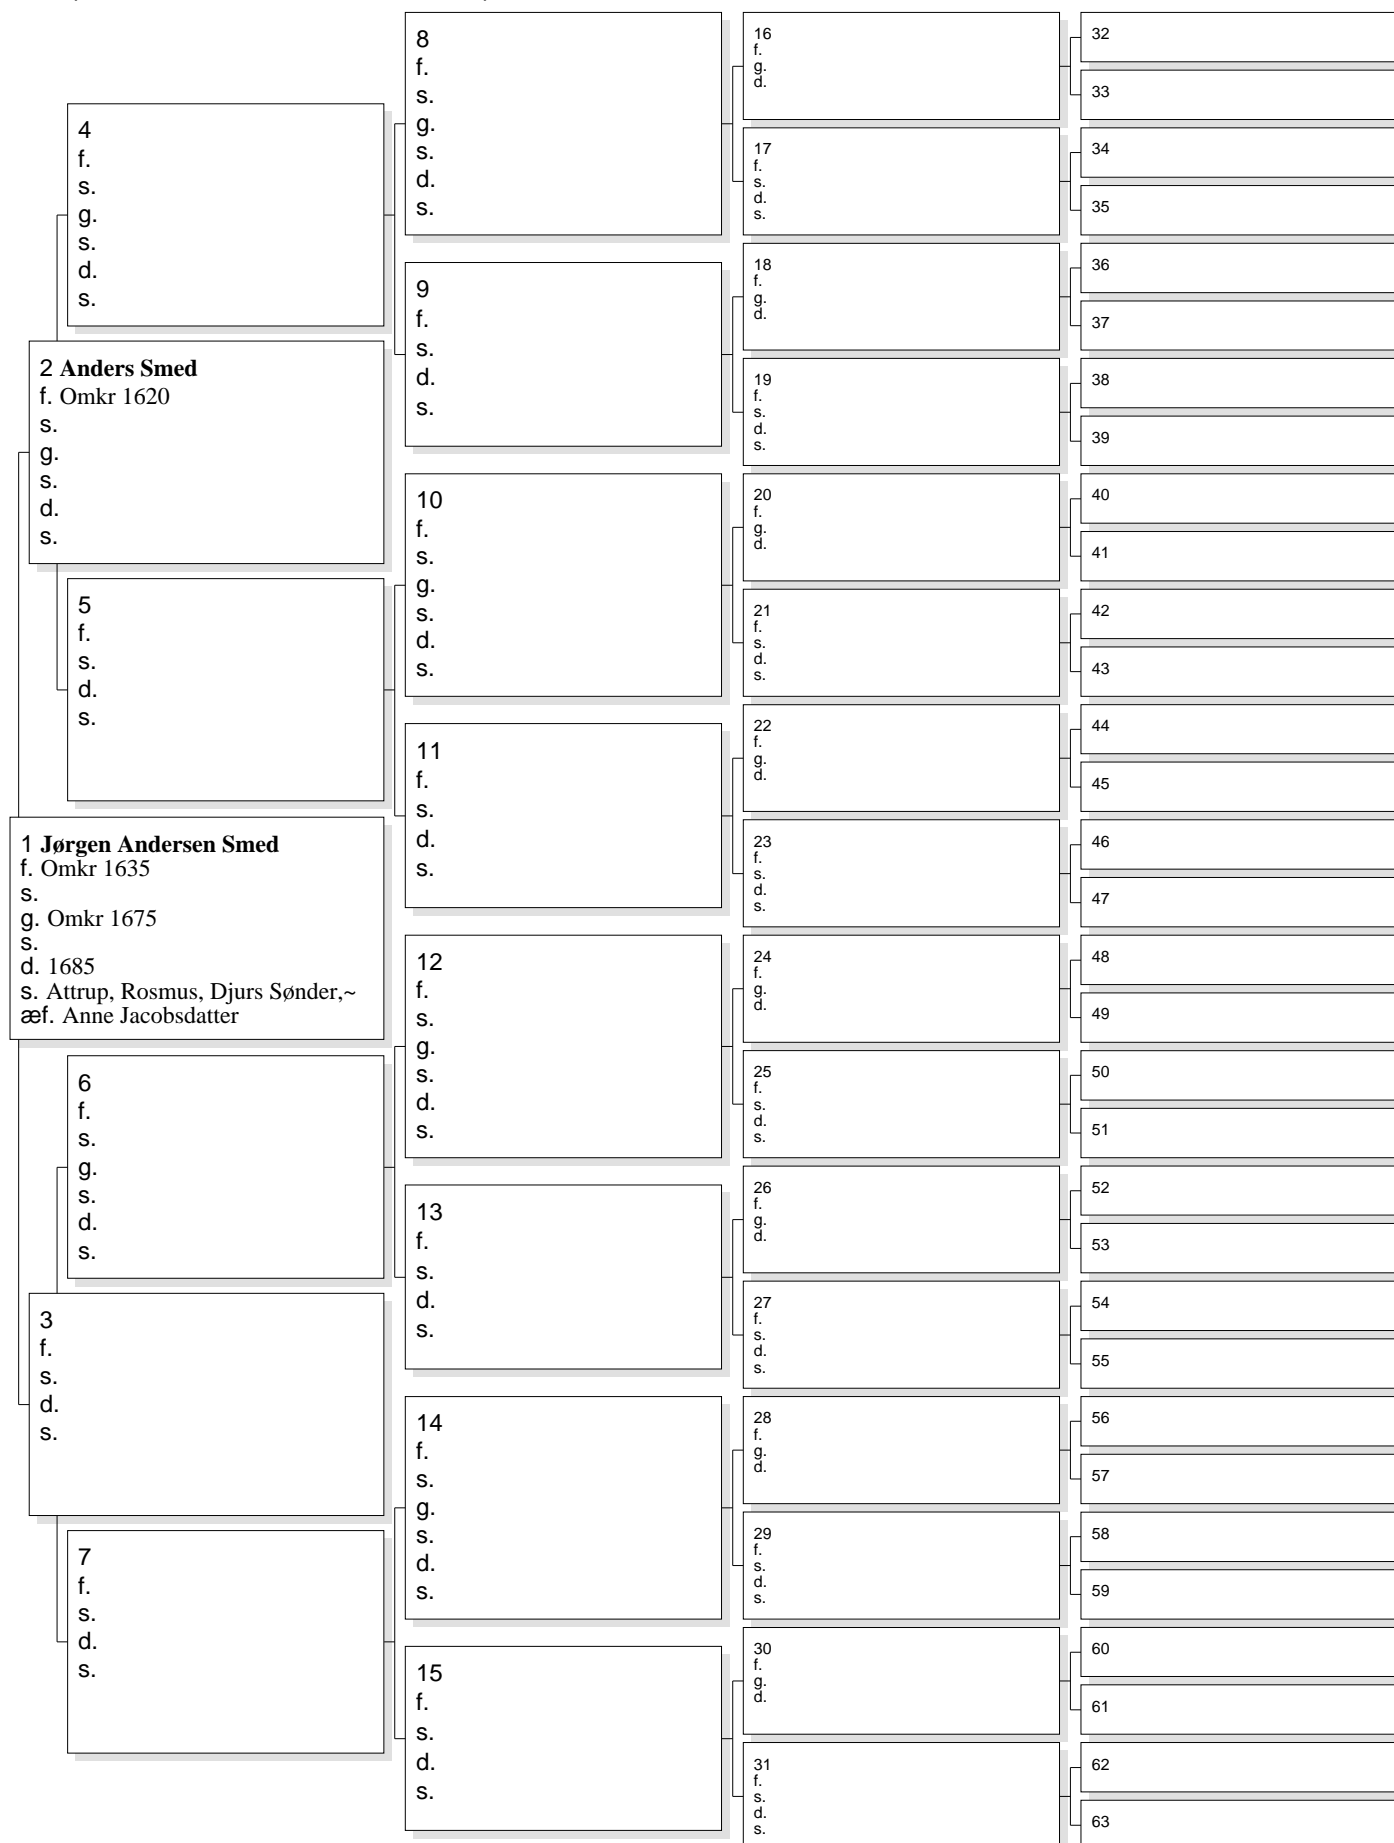 8
f.
s.
g.
s.
d.
s.
16
f.
g.
d.
32
33
4
f.
s.
g.
s.
d.
s.
17
f.
s.
d.
s.
34
35
9
f.
s.
d.
s.
18
f.
g.
d.
36
37
2 Anders Smed
f. Omkr 1620
s.
g.
s.
d.
s.
19
f.
s.
d.
s.
38
39
10
f.
s.
g.
s.
d.
s.
20
f.
g.
d.
40
41
5
f.
s.
d.
s.
21
f.
s.
d.
s.
42
43
11
f.
s.
d.
s.
22
f.
g.
d.
44
45
1 Jørgen Andersen Smed
f. Omkr 1635
s.
g. Omkr 1675
s.
d. 1685
s. Attrup, Rosmus, Djurs Sønder,~
æf. Anne Jacobsdatter
23
f.
s.
d.
s.
46
47
12
f.
s.
g.
s.
d.
s.
24
f.
g.
d.
48
49
6
f.
s.
g.
s.
d.
s.
25
f.
s.
d.
s.
50
51
13
f.
s.
d.
s.
26
f.
g.
d.
52
53
3
f.
s.
d.
s.
27
f.
s.
d.
s.
54
55
14
f.
s.
g.
s.
d.
s.
28
f.
g.
d.
56
57
7
f.
s.
d.
s.
29
f.
s.
d.
s.
58
59
15
f.
s.
d.
s.
30
f.
g.
d.
60
61
31
f.
s.
d.
s.
62
63